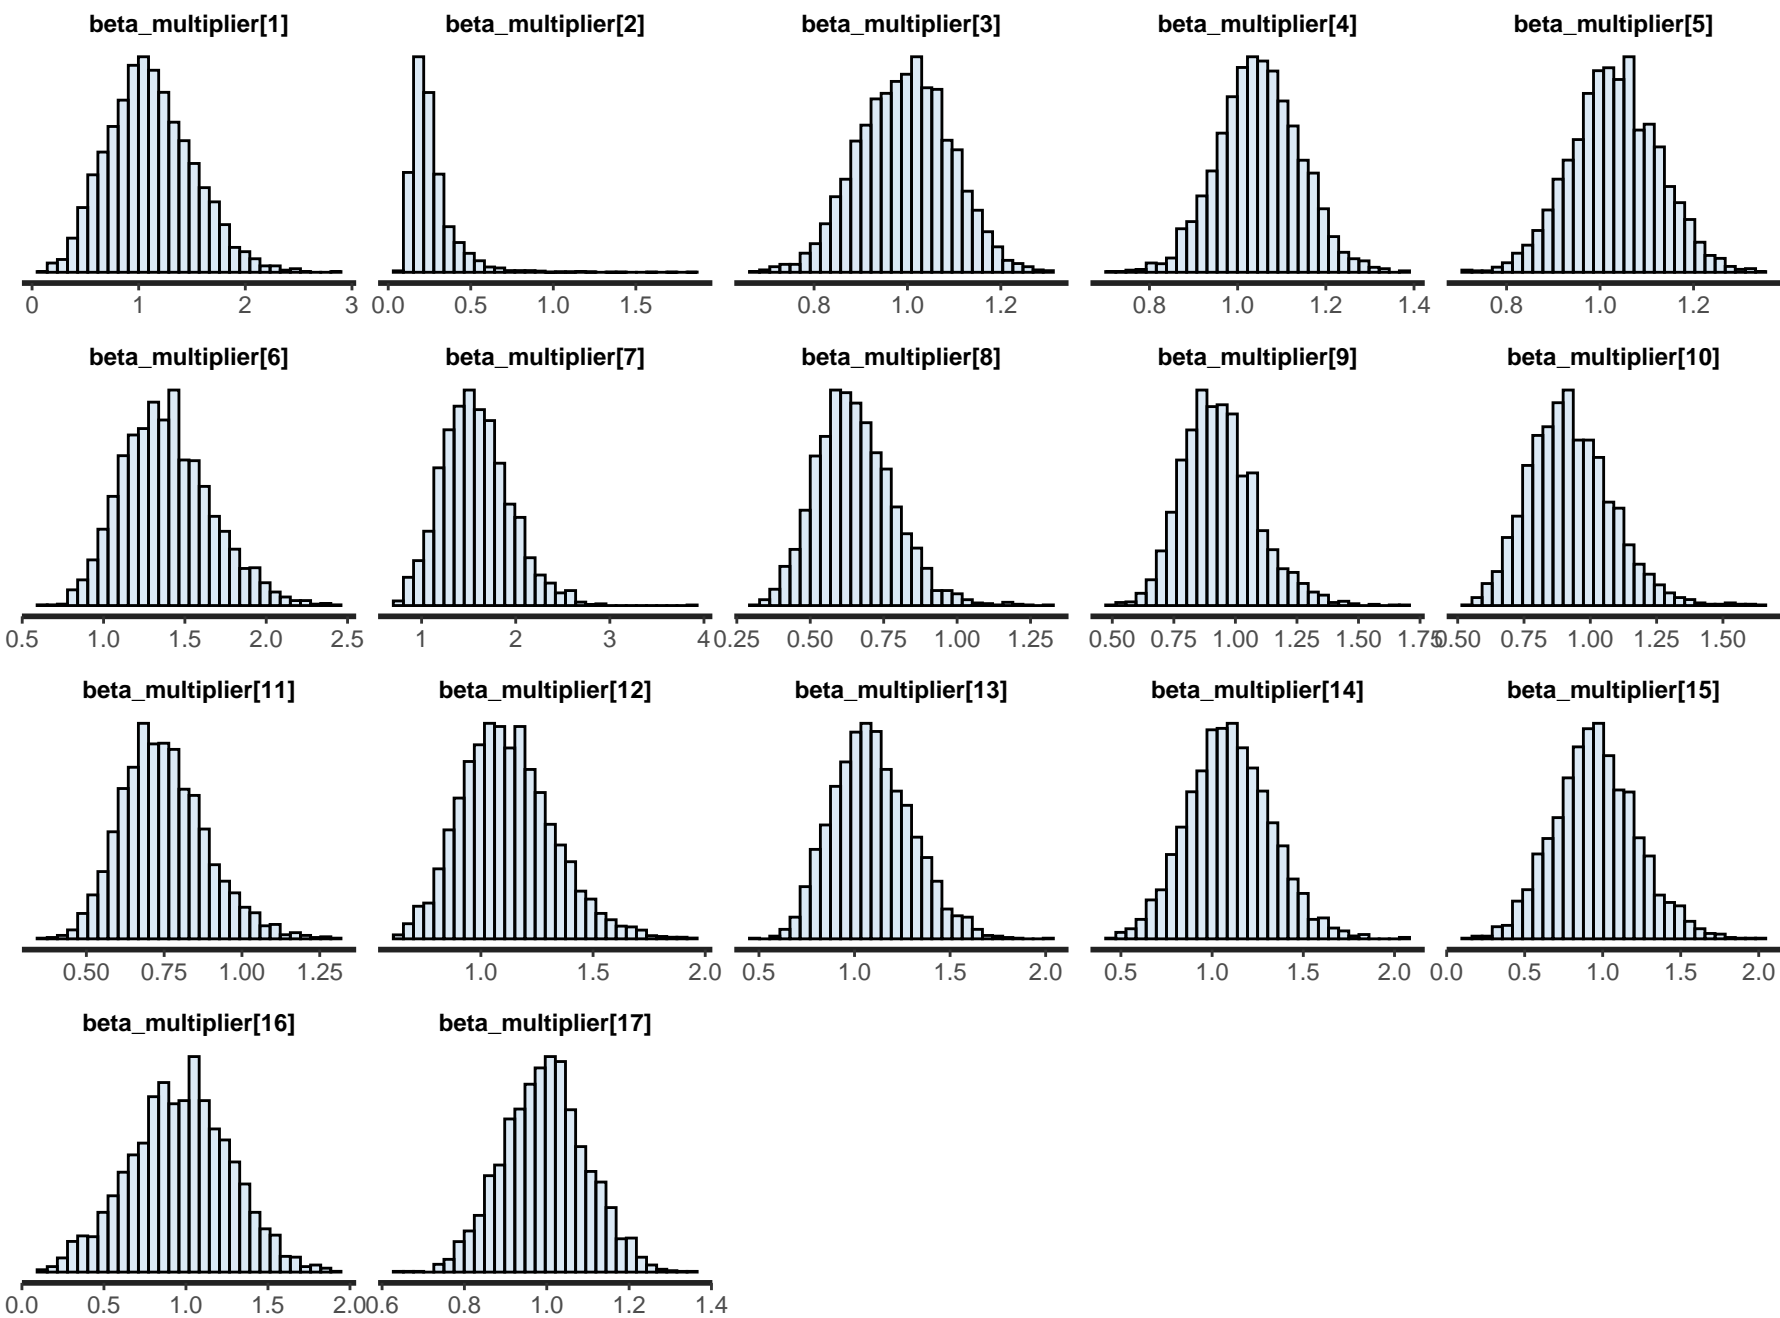 beta_multiplier[1] beta_multiplier[2] beta_multiplier[3] beta_multiplier[4] beta_multiplier[5]
0 1 2 3 0.0 0.5 1.0 1.5 0.8 1.0 1.2 0.8 1.0 1.2 1.4 0.8 1.0 1.2
beta_multiplier[6] beta_multiplier[7] beta_multiplier[8] beta_multiplier[9] beta_multiplier[10]
0.5 1.0 1.5 2.0 2.5 1 2 3 4 0.25 0.50 0.75 1.00 1.25 0.50 0.75 1.00 1.25 1.50 1.75 0.50 0.75 1.00 1.25 1.50
beta_multiplier[11] beta_multiplier[12] beta_multiplier[13] beta_multiplier[14] beta_multiplier[15]
0.50 0.75 1.00 1.25 1.0 1.5 2.0 0.5 1.0 1.5 2.0 0.5 1.0 1.5 2.0 0.0 0.5 1.0 1.5 2.0
beta_multiplier[16] beta_multiplier[17]
0.0 0.5 1.0 1.5 2.0 0.6 0.8 1.0 1.2 1.4